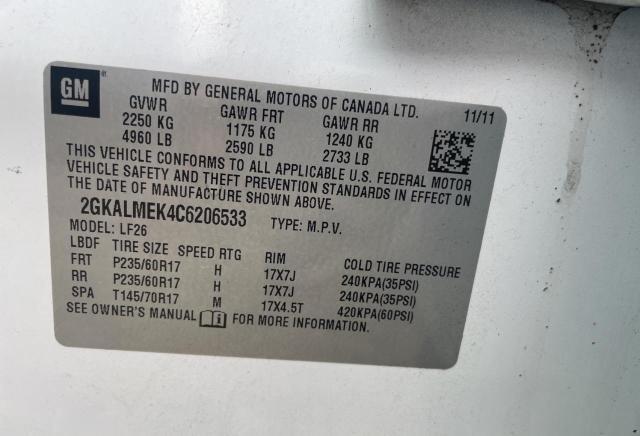 GM
MFD BY GENERAL MOTORS OF CANADA LTD. 11/11
GVWR GAWR FRT GAWR RR
2250 KG 1175 KG 1240 KG
4960 LB 2590 LB 2733 LB
THIS VEHICLE CONFORMS TO ALL APPLICABLE U.S. FEDERAL MOTOR
VEHICLE SAFETY AND THEFT PREVENTION STANDARDS IN EFFECT ON
THE DATE OF MANUFACTURE SHOWN ABOVE.
2GKALMEK4C6206533 TYPE: M.P.V.
MODEL: LF26
LBDF TIRE SIZE SPEED RTG RIM COLD TIRE PRESSURE
FRT P235/60R17 H 17X7J 240KPA(35PSI)
RR P235/60R17 H 17X7J 240KPA(35PSI)
SPA T145/70R17 M 17X4.5T 420KPA(60PSI)
SEE OWNER'S MANUAL FOR MORE INFORMATION.